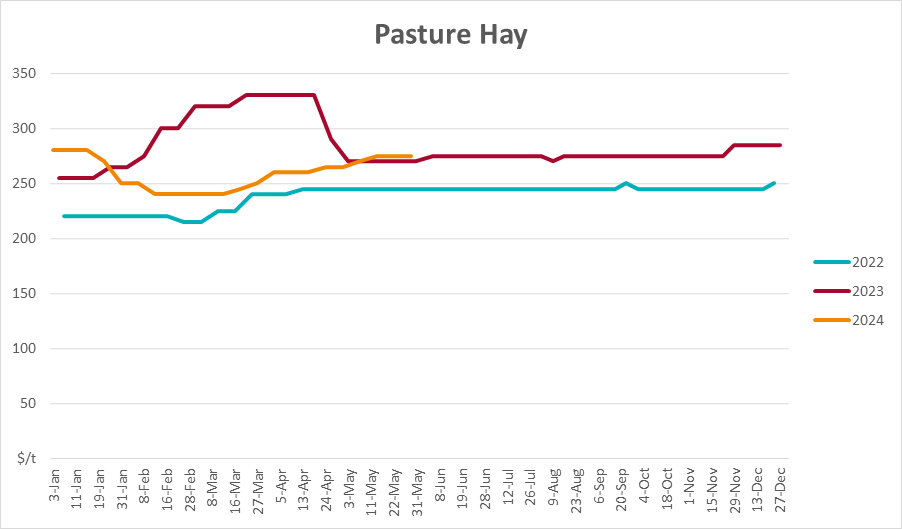 Pasture Hay
350
300
250
200
150
100
50
$/t
3-Jan
11-Jan
19-Jan
31-Jan
8-Feb
16-Feb
28-Feb
8-Mar
16-Mar
27-Mar
5-Apr
13-Apr
24-Apr
3-May
11-May
22-May
31-May
7-Jun
19-Jun
28-Jun
12-Jul
26-Jul
9-Aug
23-Aug
6-Sep
20-Sep
4-Oct
18-Oct
1-Nov
15-Nov
29-Nov
13-Dec
27-Dec
2022
2023
2024